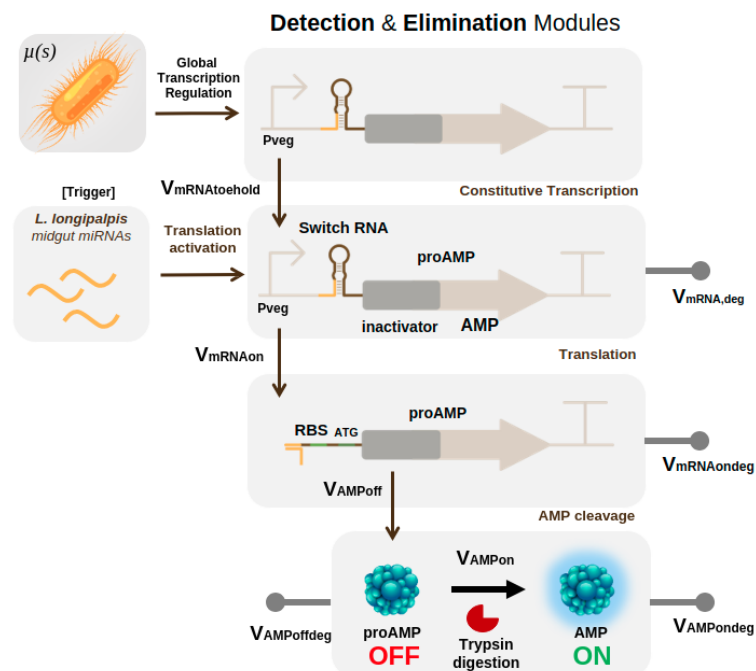 Detection & Elimination Modules
µ(s)
Global
Transcription
Regulation
Pveg
VmRNAtoehold
Constitutive Transcription
[Trigger]
L. longipalpis
midgut miRNAs
Translation
activation
Switch RNA
proAMP
Pveg
inactivator
AMP
VmRNA,deg
VmRNAon
Translation
proAMP
RBS
ATG
VmRNAondeg
VAMPoff
AMP cleavage
VAMPon
VAMPoffdeg
proAMP
OFF
Trypsin
digestion
AMP
ON
VAMPondeg